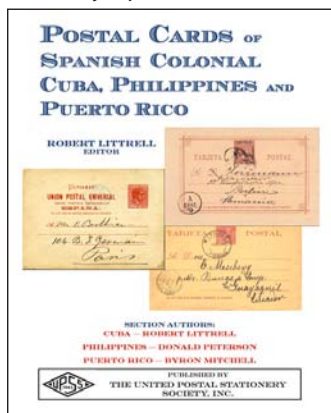 POSTAL CARDS OF
SPANISH COLONIAL
CUBA, PHILIPPINES AND
PUERTO RICO
ROBERT LITTRELL
EDITOR
TARJETA POSTAL
UNION POSTAL UNIVERSAL
TARJETA POSTAL
Paris
Guayaquil
SECTION AUTHORS:
CUBA – ROBERT LITTRELL
PHILIPPINES – DONALD PETERSON
PUERTO RICO – BYRON MITCHELL
UPSS
PUBLISHED BY
THE UNITED POSTAL STATIONERY
SOCIETY, INC.